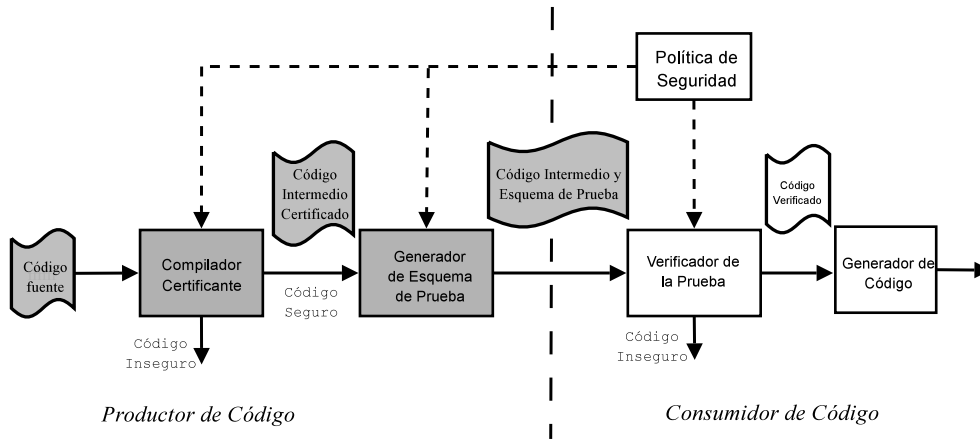 Política de
Seguridad
Código
Intermedio
Certificado
Código Intermedio y
Esquema de Prueba
Código
Verificado
Código
fuente
Compilador
Certificante
Código
Seguro
Generador
de Esquema
de Prueba
Verificador de
la Prueba
Generador de
Código
Código
Inseguro
Código
Inseguro
Productor de Código
Consumidor de Código